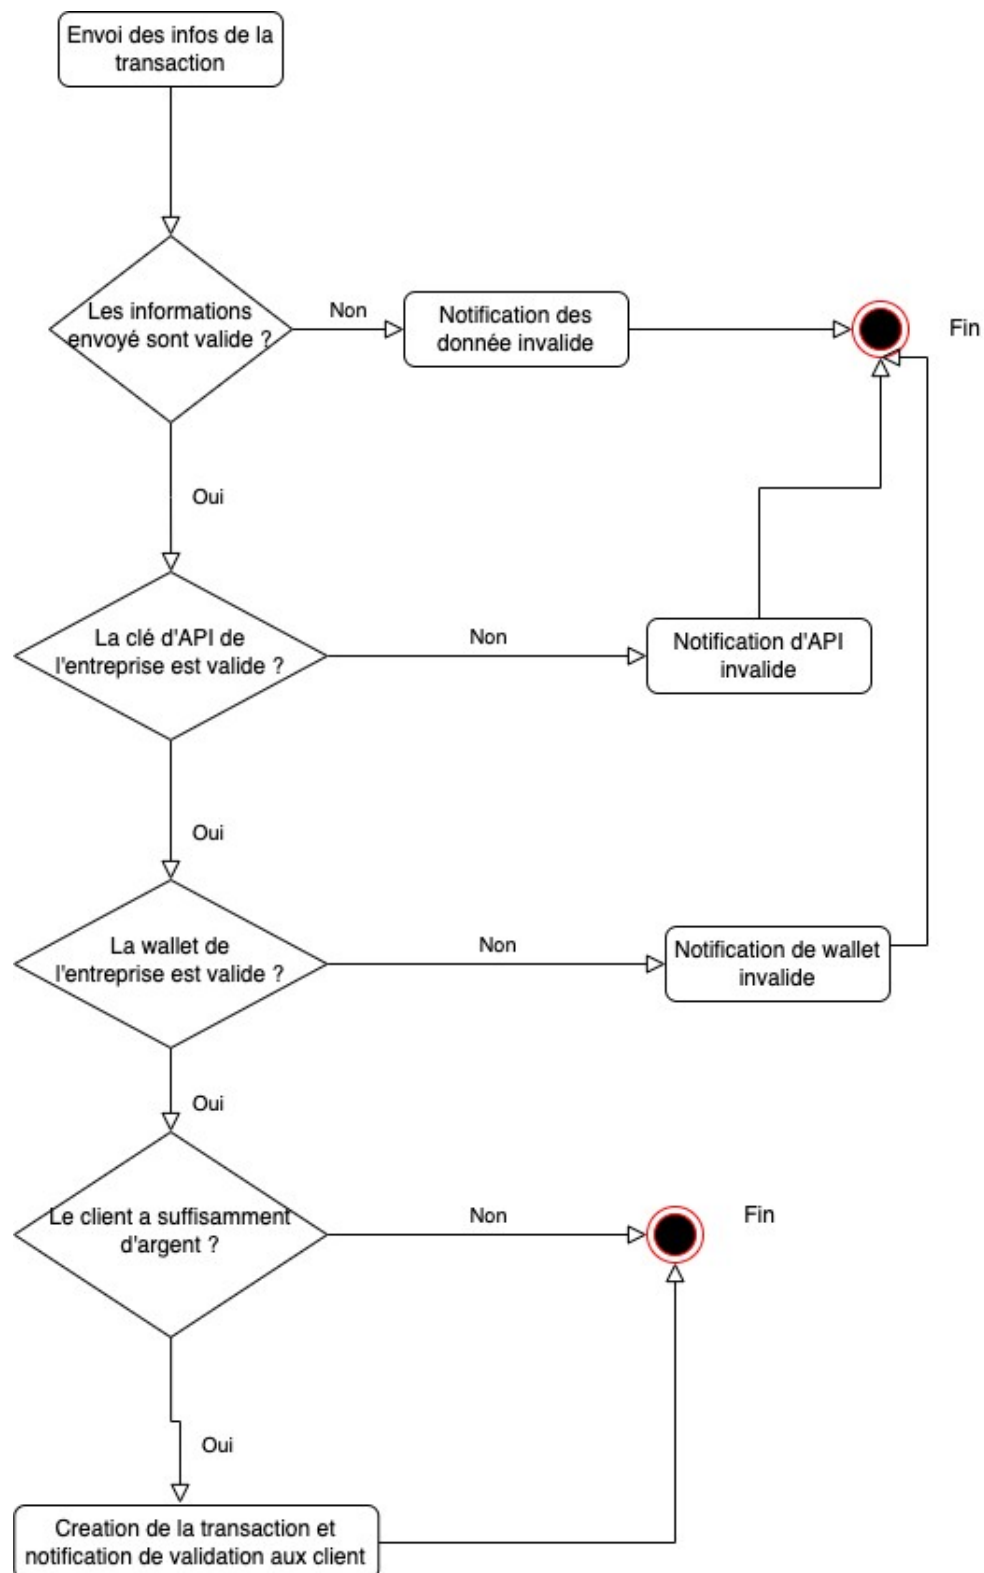 Envoi des infos de la
transaction
Les informations
envoyé sont valide ?
Non
Notification des
donnée invalide
Fin
Oui
La clé d'API de
l'entreprise est valide ?
Non
Notification d'API
invalide
Oui
La wallet de
l'entreprise est valide ?
Non
Notification de wallet
invalide
Oui
Le client a suffisamment
d'argent ?
Non
Fin
Oui
Creation de la transaction et
notification de validation aux client